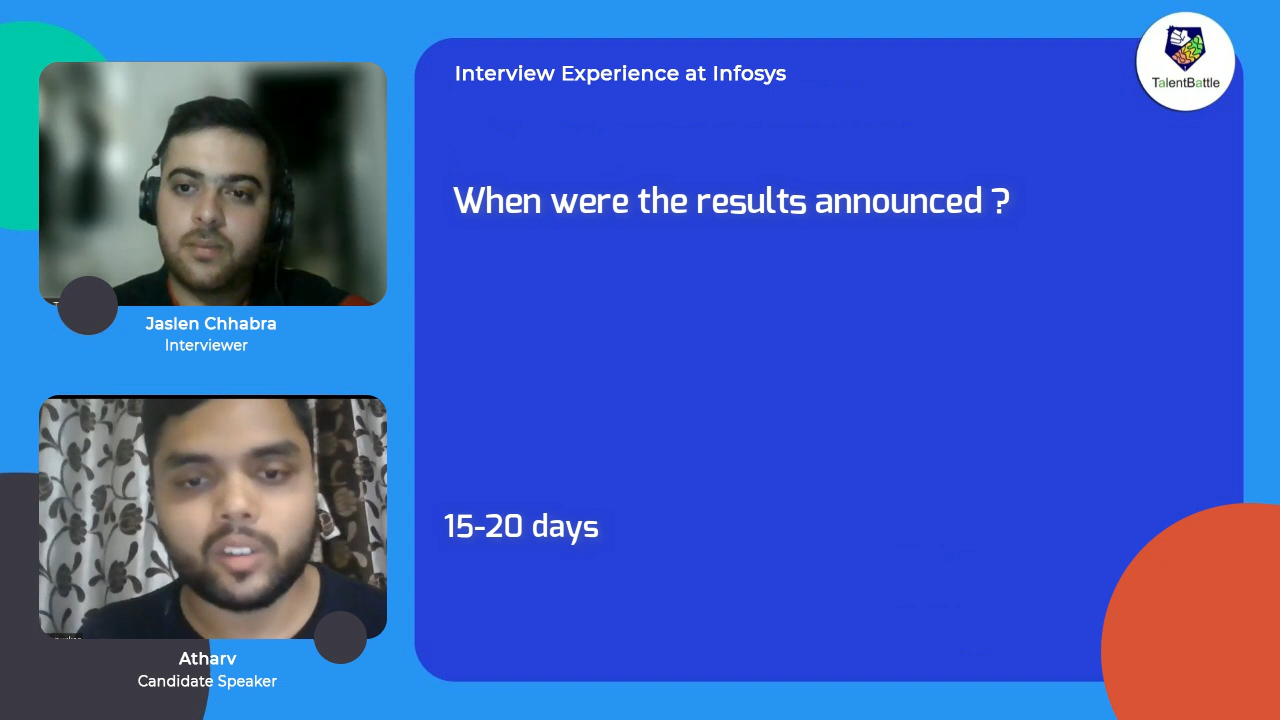 Interview Experience at Infosys
TalentBattle
When were the results announced ?
Jaslen Chhabra
Interviewer
15-20 days
Atharv
Candidate Speaker